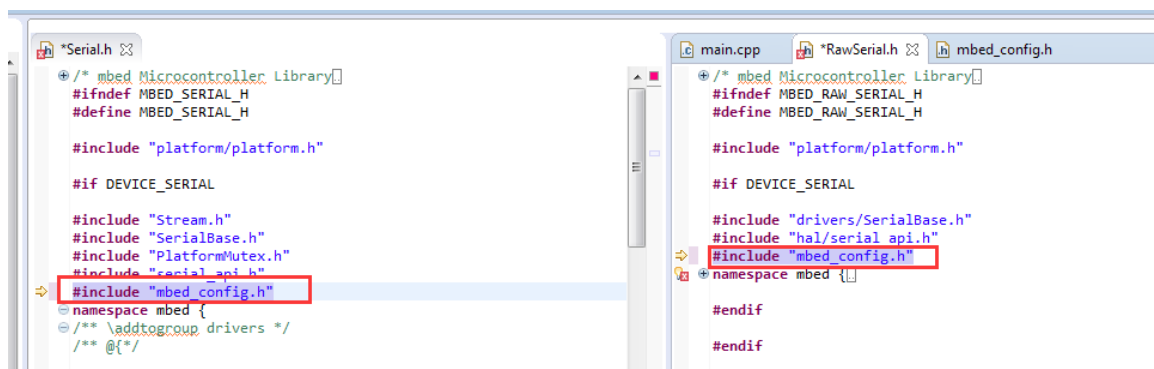 *Serial.h
/* mbed Microcontroller Library
#ifndef MBED_SERIAL_H
#define MBED_SERIAL_H
#include "platform/platform.h"
#if DEVICE_SERIAL
#include "Stream.h"
#include "SerialBase.h"
#include "PlatformMutex.h"
#include "serial_api.h"
#include "mbed_config.h"
namespace mbed {
/** \addtogroup drivers */
/** @{*/
main.cpp
*RawSerial.h
mbed_config.h
/* mbed Microcontroller Library
#ifndef MBED_RAW_SERIAL_H
#define MBED_RAW_SERIAL_H
#include "platform/platform.h"
#if DEVICE_SERIAL
#include "drivers/SerialBase.h"
#include "hal/serial_api.h"
#include "mbed_config.h"
namespace mbed {
#endif
#endif